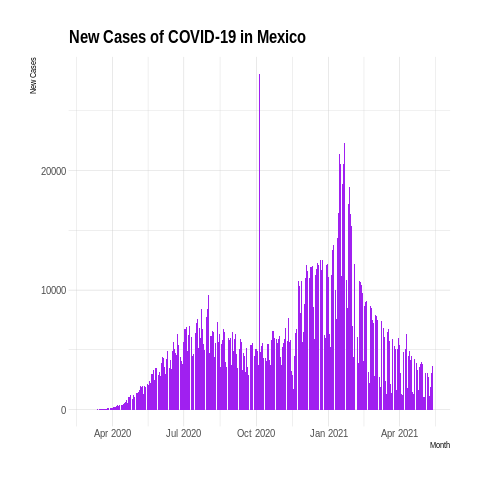 New Cases of COVID-19 in Mexico
New Cases
20000
10000
0
Apr 2020 Jul 2020 Oct 2020 Jan 2021 Apr 2021
Month